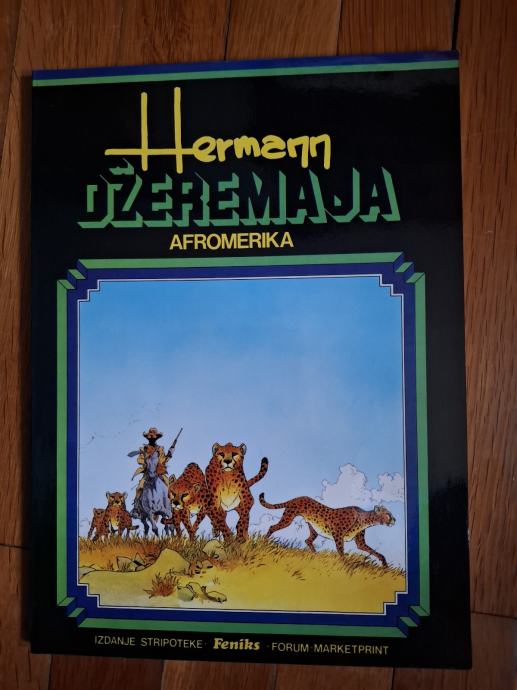 Hermann
DŽEREMAJA
AFROMERIKA
IZDANJE STRIPOTEKE · Feniks · FORUM · MARKETPRINT